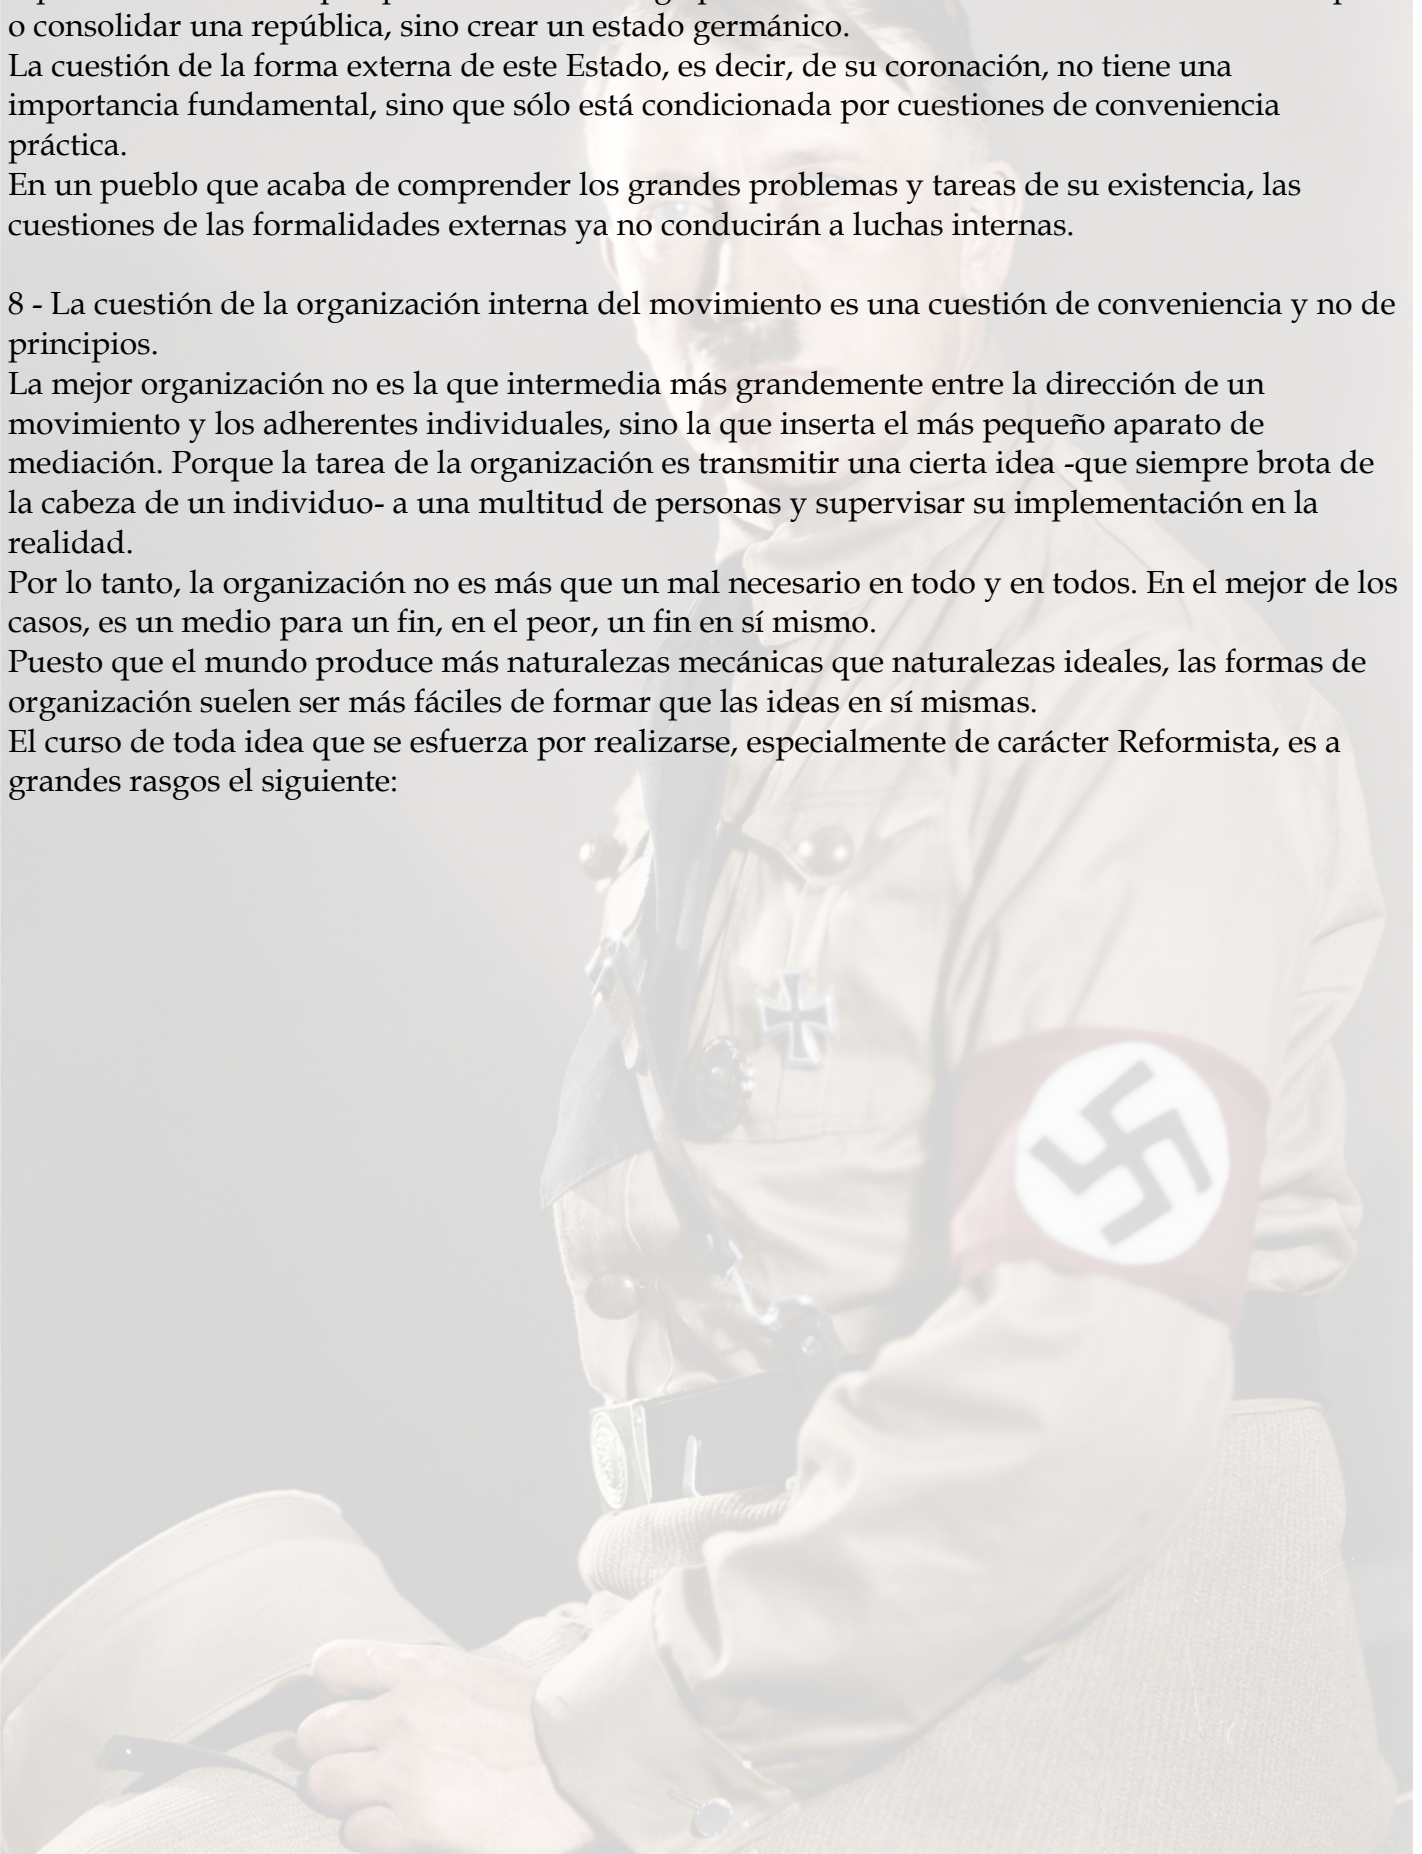 o consolidar una república, sino crear un estado germánico.
La cuestión de la forma externa de este Estado, es decir, de su coronación, no tiene una
importancia fundamental, sino que sólo está condicionada por cuestiones de conveniencia
práctica.
En un pueblo que acaba de comprender los grandes problemas y tareas de su existencia, las
cuestiones de las formalidades externas ya no conducirán a luchas internas.
8 - La cuestión de la organización interna del movimiento es una cuestión de conveniencia y no de
principios.
La mejor organización no es la que intermedia más grandemente entre la dirección de un
movimiento y los adherentes individuales, sino la que inserta el más pequeño aparato de
mediación. Porque la tarea de la organización es transmitir una cierta idea -que siempre brota de
la cabeza de un individuo- a una multitud de personas y supervisar su implementación en la
realidad.
Por lo tanto, la organización no es más que un mal necesario en todo y en todos. En el mejor de los
casos, es un medio para un fin, en el peor, un fin en sí mismo.
Puesto que el mundo produce más naturalezas mecánicas que naturalezas ideales, las formas de
organización suelen ser más fáciles de formar que las ideas en sí mismas.
El curso de toda idea que se esfuerza por realizarse, especialmente de carácter Reformista, es a
grandes rasgos el siguiente: